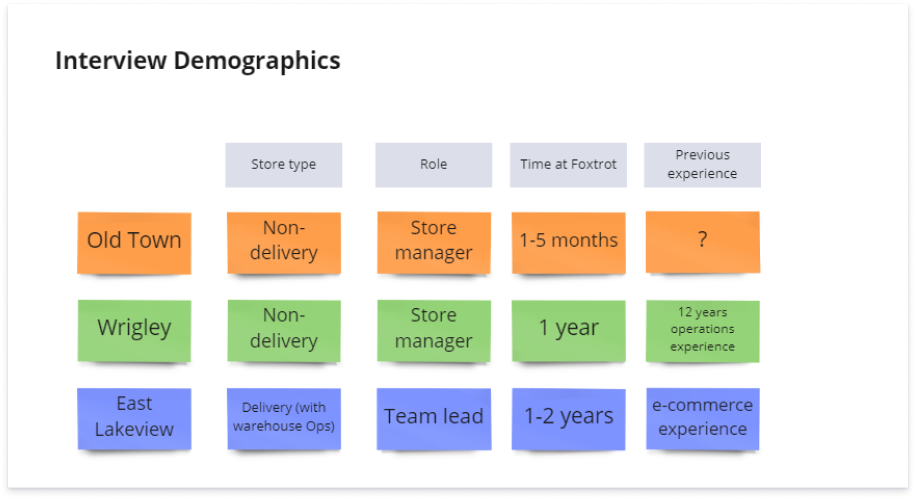 Interview Demographics
Store type
Role
Time at Foxtrot
Previous
experience
Old Town
Non-
delivery
Store
manager
1-5 months
?
Wrigley
Non-
delivery
Store
manager
1 year
12 years
operations
experience
East
Lakeview
Delivery (with
warehouse Ops)
Team lead
1-2 years
e-commerce
experience